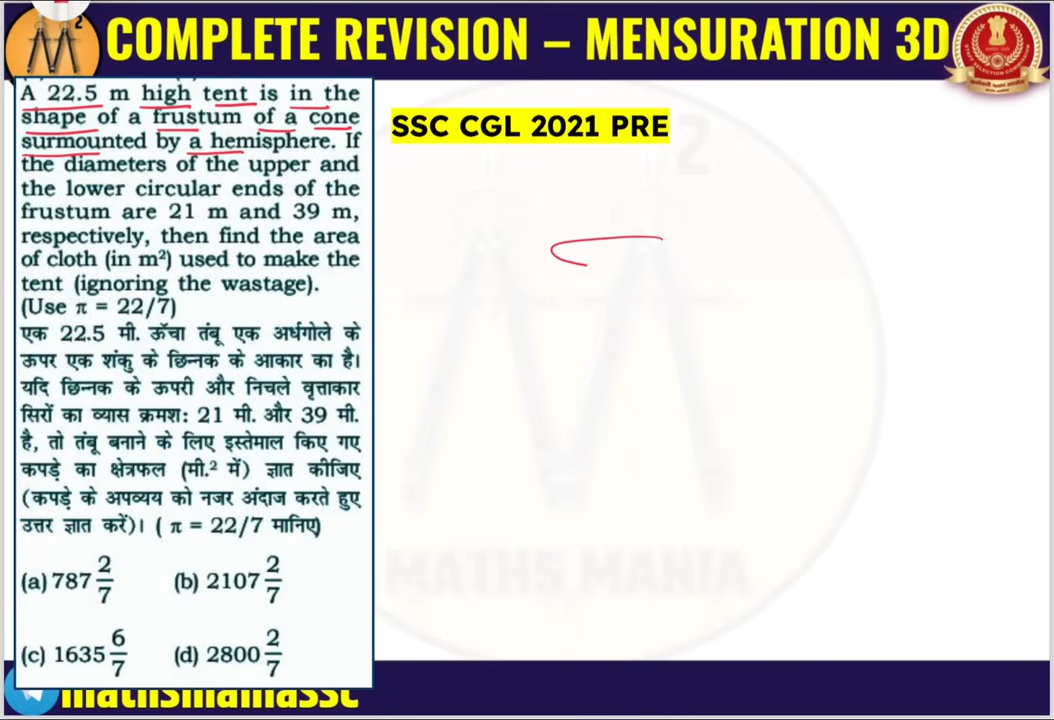 2
COMPLETE REVISION – MENSURATION 3D
A 22.5 m high tent is in the
shape of a frustum of a cone
surmounted by a hemisphere. If
the diameters of the upper and
the lower circular ends of the
frustum are 21 m and 39 m,
respectively, then find the area
of cloth (in m²) used to make the
tent (ignoring the wastage).
(Use π = 22/7)
एक 22.5 मी. ऊँचा तंबू एक अर्धगोले के
ऊपर एक शंकु के छिन्नक के आकार का है।
यदि छिन्नक के ऊपरी और निचले वृत्ताकार
सिरों का व्यास क्रमश: 21 मी. और 39 मी.
है, तो तंबू बनाने के लिए इस्तेमाल किए गए
कपड़े का क्षेत्रफल (मी.² में) ज्ञात कीजिए
(कपड़े के अपव्यय को नजर अंदाज करते हुए
उत्तर ज्ञात करें)। ( π = 22/7 मानिए)
(a) 787 2/7 (b) 2107 2/7
(c) 1635 6/7 (d) 2800 2/7
SSC CGL 2021 PRE
2
MATHS MANIA
mathsmaniassc